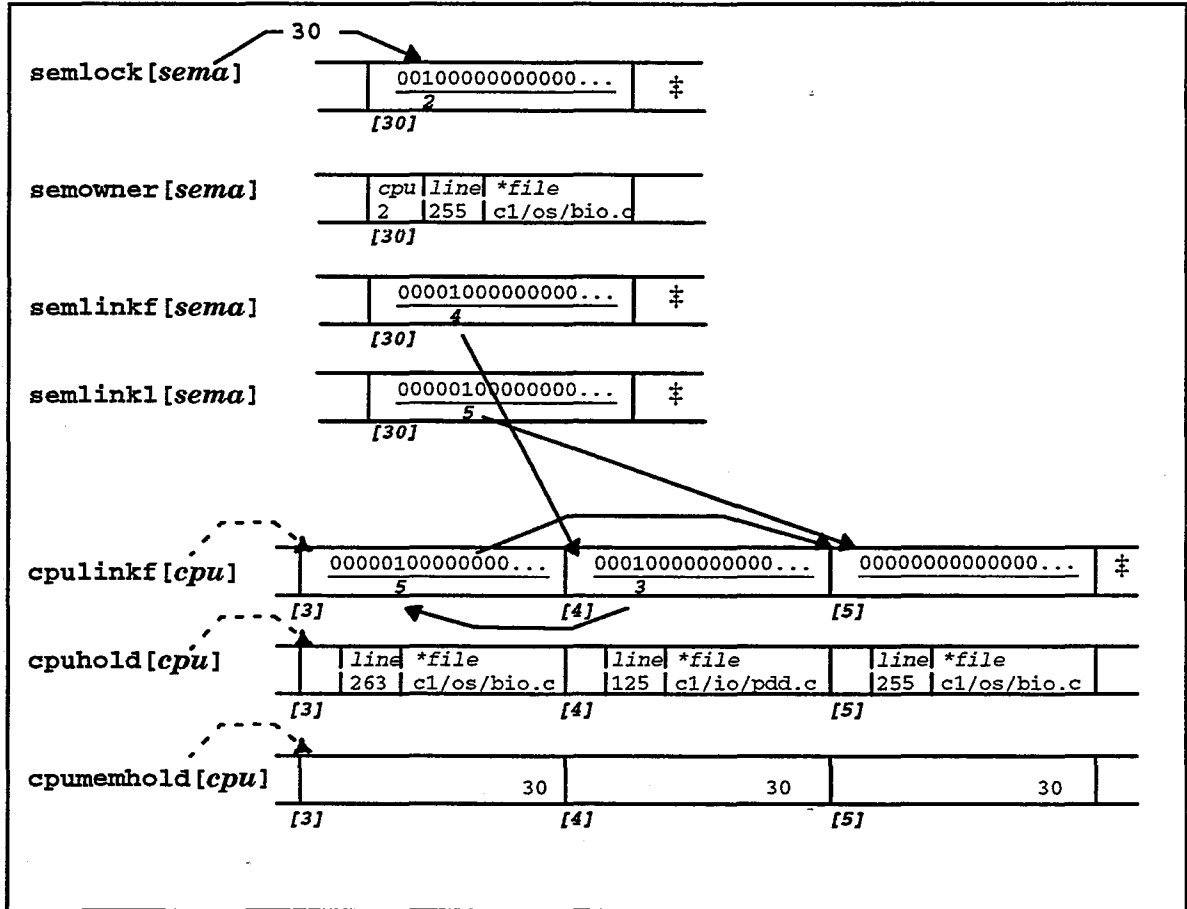 30
semlock[sema]
00100000000000... ‡
2
[30]
semowner[sema]
cpu line *file
2 255 c1/os/bio.c
[30]
semlinkf[sema]
00001000000000... ‡
4
[30]
semlinkl[sema]
00000100000000... ‡
5
[30]
cpulinkf[cpu]
00000100000000... 00010000000000... 00000000000000... ‡
5 3
[3] [4] [5]
cpuhold[cpu]
line *file line *file line *file
263 c1/os/bio.c 125 c1/io/pdd.c 255 c1/os/bio.c
[3] [4] [5]
cpumemhold[cpu]
30 30 30
[3] [4] [5]